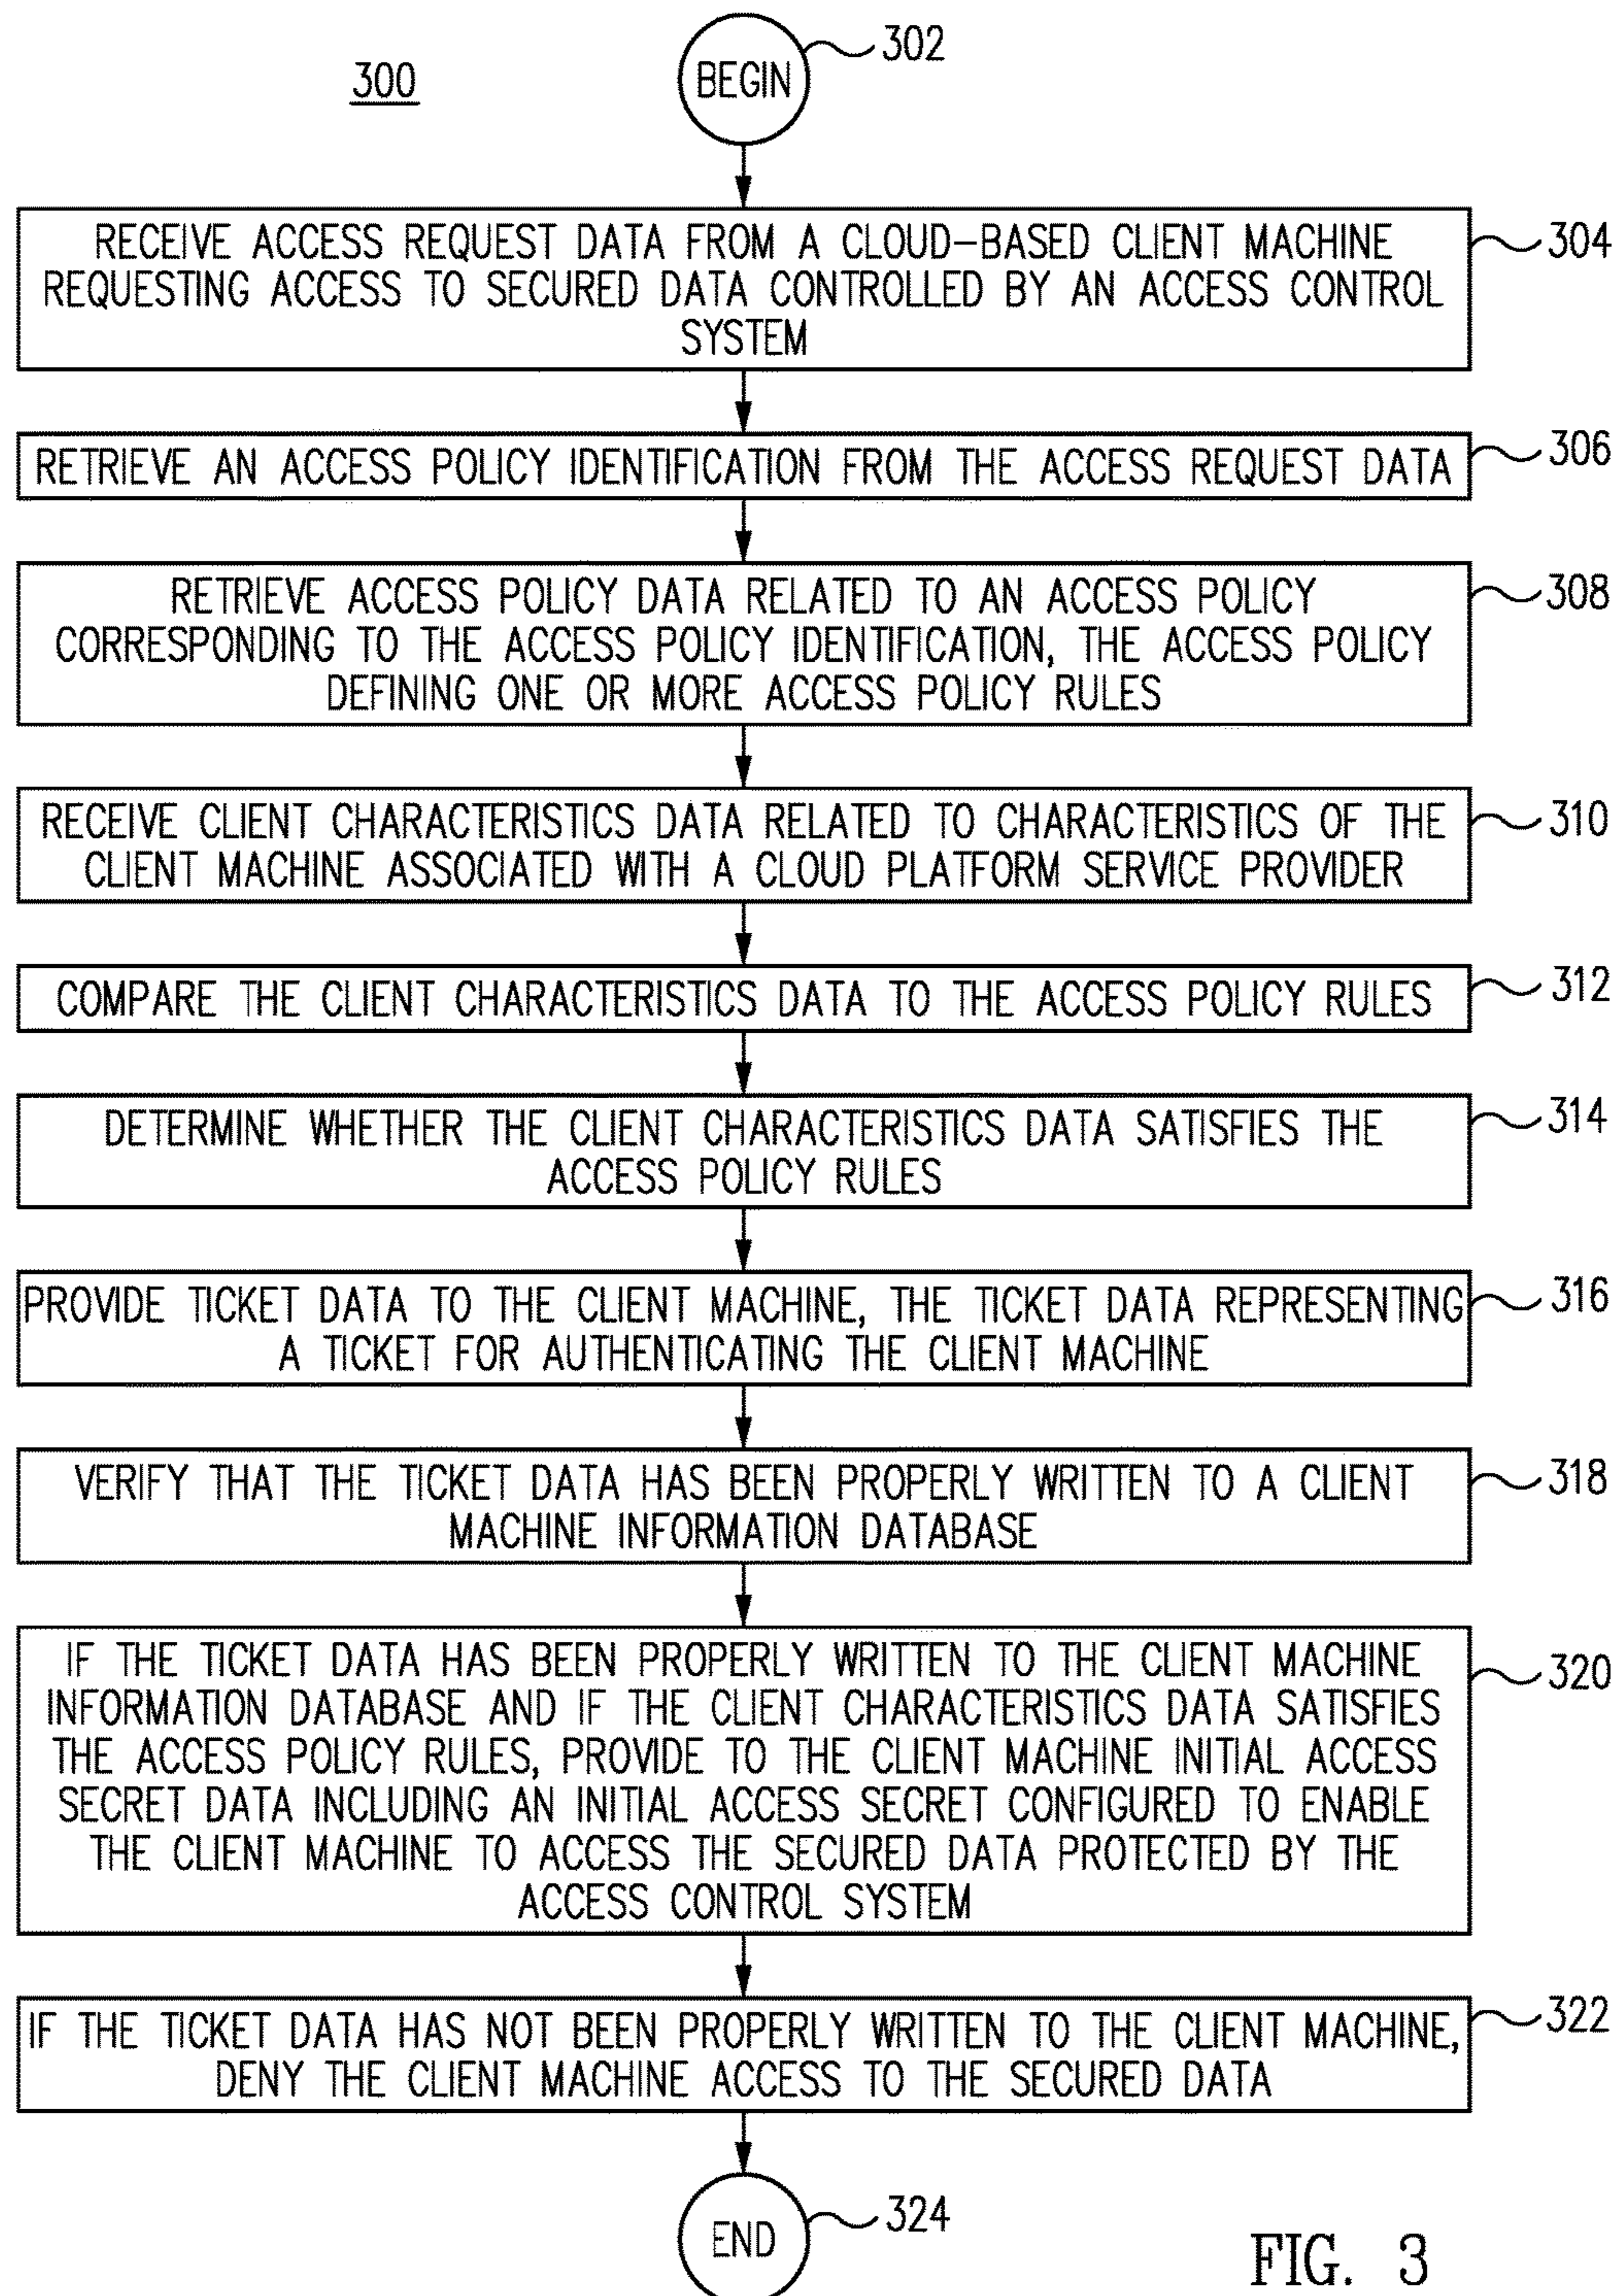 300
BEGIN
302
RECEIVE ACCESS REQUEST DATA FROM A CLOUD-BASED CLIENT MACHINE
REQUESTING ACCESS TO SECURED DATA CONTROLLED BY AN ACCESS CONTROL
SYSTEM
304
RETRIEVE AN ACCESS POLICY IDENTIFICATION FROM THE ACCESS REQUEST DATA
306
RETRIEVE ACCESS POLICY DATA RELATED TO AN ACCESS POLICY
CORRESPONDING TO THE ACCESS POLICY IDENTIFICATION, THE ACCESS POLICY
DEFINING ONE OR MORE ACCESS POLICY RULES
308
RECEIVE CLIENT CHARACTERISTICS DATA RELATED TO CHARACTERISTICS OF THE
CLIENT MACHINE ASSOCIATED WITH A CLOUD PLATFORM SERVICE PROVIDER
310
COMPARE THE CLIENT CHARACTERISTICS DATA TO THE ACCESS POLICY RULES
312
DETERMINE WHETHER THE CLIENT CHARACTERISTICS DATA SATISFIES THE
ACCESS POLICY RULES
314
PROVIDE TICKET DATA TO THE CLIENT MACHINE, THE TICKET DATA REPRESENTING
A TICKET FOR AUTHENTICATING THE CLIENT MACHINE
316
VERIFY THAT THE TICKET DATA HAS BEEN PROPERLY WRITTEN TO A CLIENT
MACHINE INFORMATION DATABASE
318
IF THE TICKET DATA HAS BEEN PROPERLY WRITTEN TO THE CLIENT MACHINE
INFORMATION DATABASE AND IF THE CLIENT CHARACTERISTICS DATA SATISFIES
THE ACCESS POLICY RULES, PROVIDE TO THE CLIENT MACHINE INITIAL ACCESS
SECRET DATA INCLUDING AN INITIAL ACCESS SECRET CONFIGURED TO ENABLE
THE CLIENT MACHINE TO ACCESS THE SECURED DATA PROTECTED BY THE
ACCESS CONTROL SYSTEM
320
IF THE TICKET DATA HAS NOT BEEN PROPERLY WRITTEN TO THE CLIENT MACHINE,
DENY THE CLIENT MACHINE ACCESS TO THE SECURED DATA
322
END
324
FIG. 3